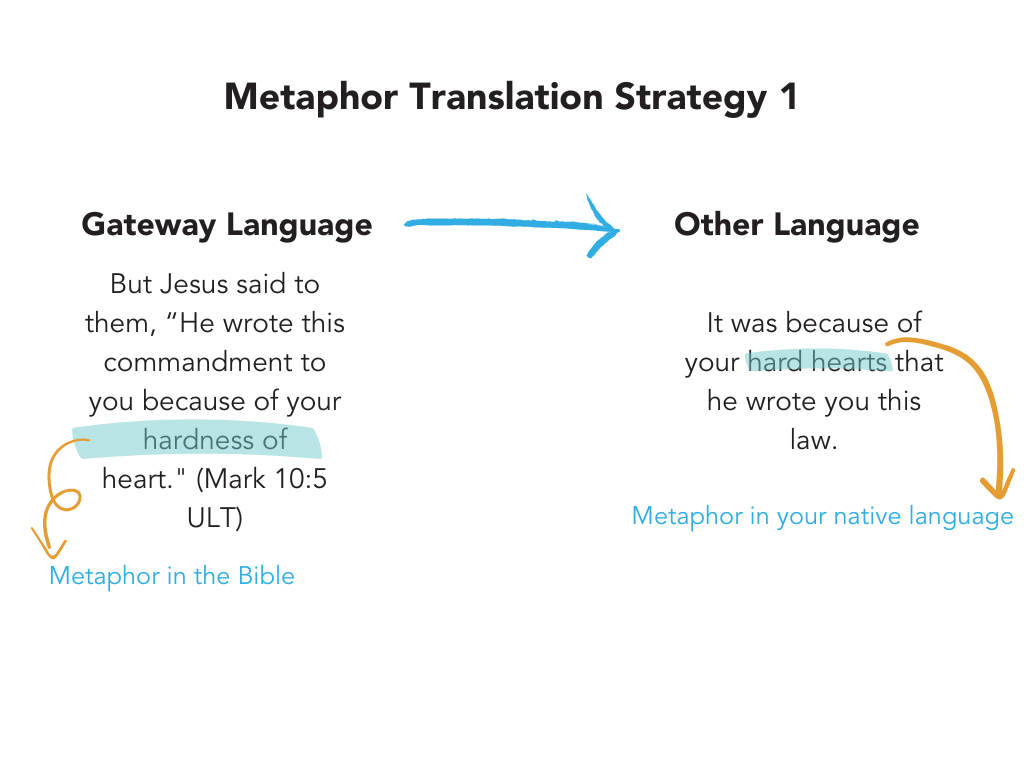 Metaphor Translation Strategy 1
Gateway Language
But Jesus said to
them, “He wrote this
commandment to
you because of your
hardness of
heart." (Mark 10:5
ULT)
Metaphor in the Bible
Other Language
It was because of
your hard hearts that
he wrote you this
law.
Metaphor in your native language